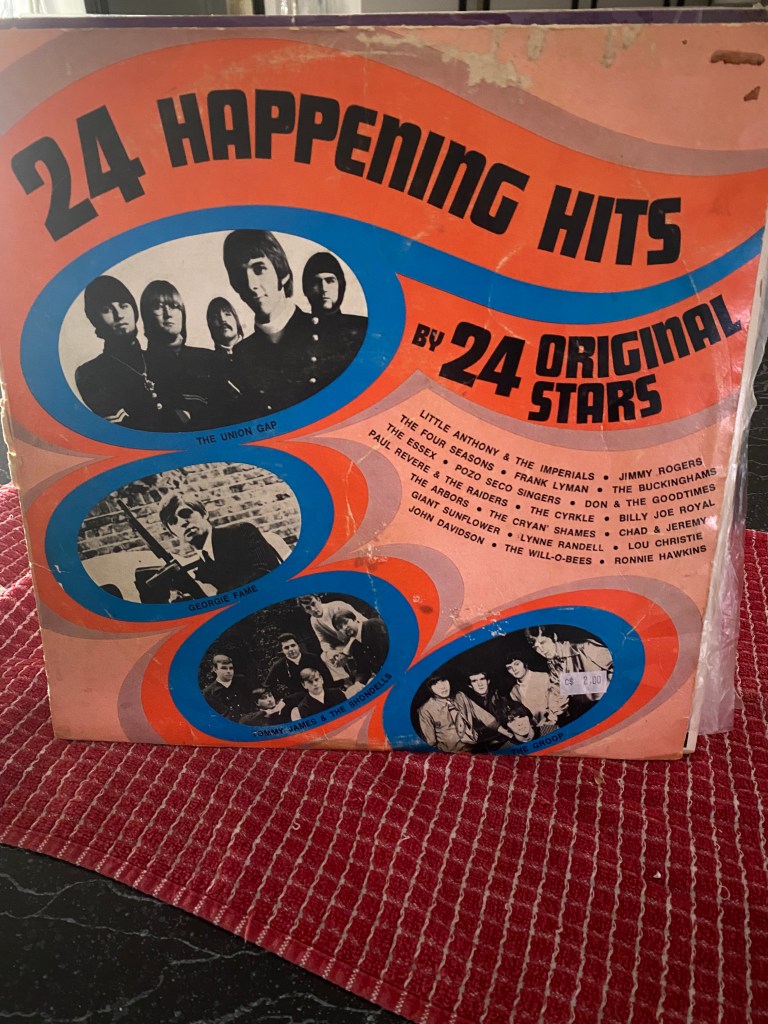 24 HAPPENING HITS
BY 24 ORIGINAL
STARS
LITTLE ANTHONY & THE IMPERIALS • JIMMY ROGERS
THE FOUR SEASONS • FRANK LYMAN • THE BUCKINGHAMS
THE ESSEX • POZO SECO SINGERS • DON & THE GOODTIMES
PAUL REVERE & THE RAIDERS • THE CYRKLE • BILLY JOE ROYAL
THE ARBORS • THE CRYAN' SHAMES • CHAD & JEREMY
GIANT SUNFLOWER • LYNNE RANDELL • LOU CHRISTIE
JOHN DAVIDSON • THE WILL-O-BEES • RONNIE HAWKINS
THE UNION GAP
GEORGIE FAME
TOMMY JAMES & THE SHONDELLS
THE GROOP
C$ 2.00